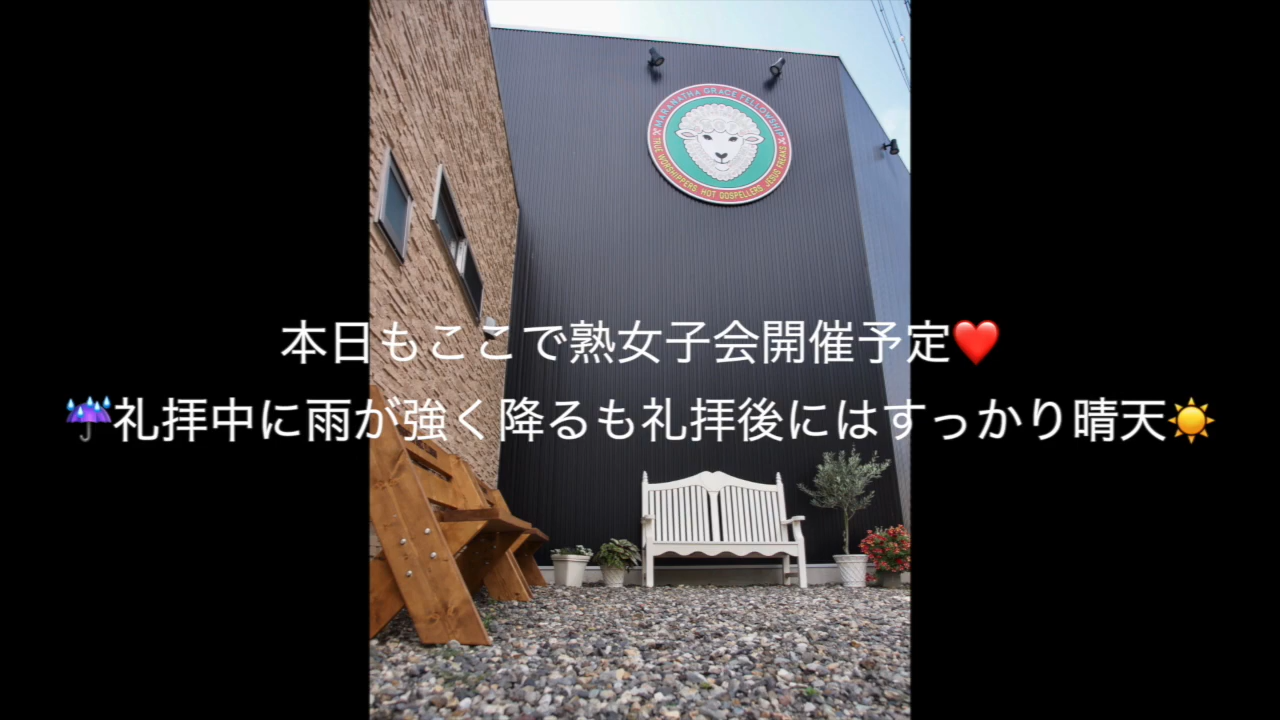 MARANATHA GRACE FELLOWSHIP
TRUE WORSHIPPERS HOT GOSPELLERS JESUS FREAKS
本日もここで熟女子会開催予定❤️
☔礼拝中に雨が強く降るも礼拝後にはすっかり晴天☀️